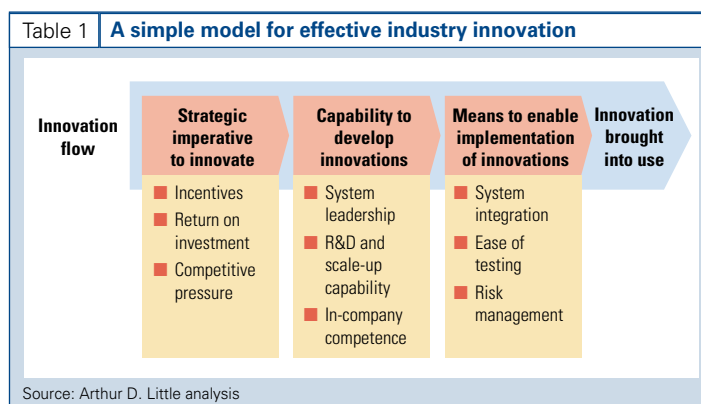 Table 1 A simple model for effective industry innovation
Innovation
flow
Strategic
imperative
to innovate
Capability to
develop
innovations
Means to enable
implementation
of innovations
Innovation
brought
into use
Incentives
Return on
investment
Competitive
pressure
System
leadership
R&D and
scale-up
capability
In-company
competence
System
integration
Ease of
testing
Risk
management
Source: Arthur D. Little analysis